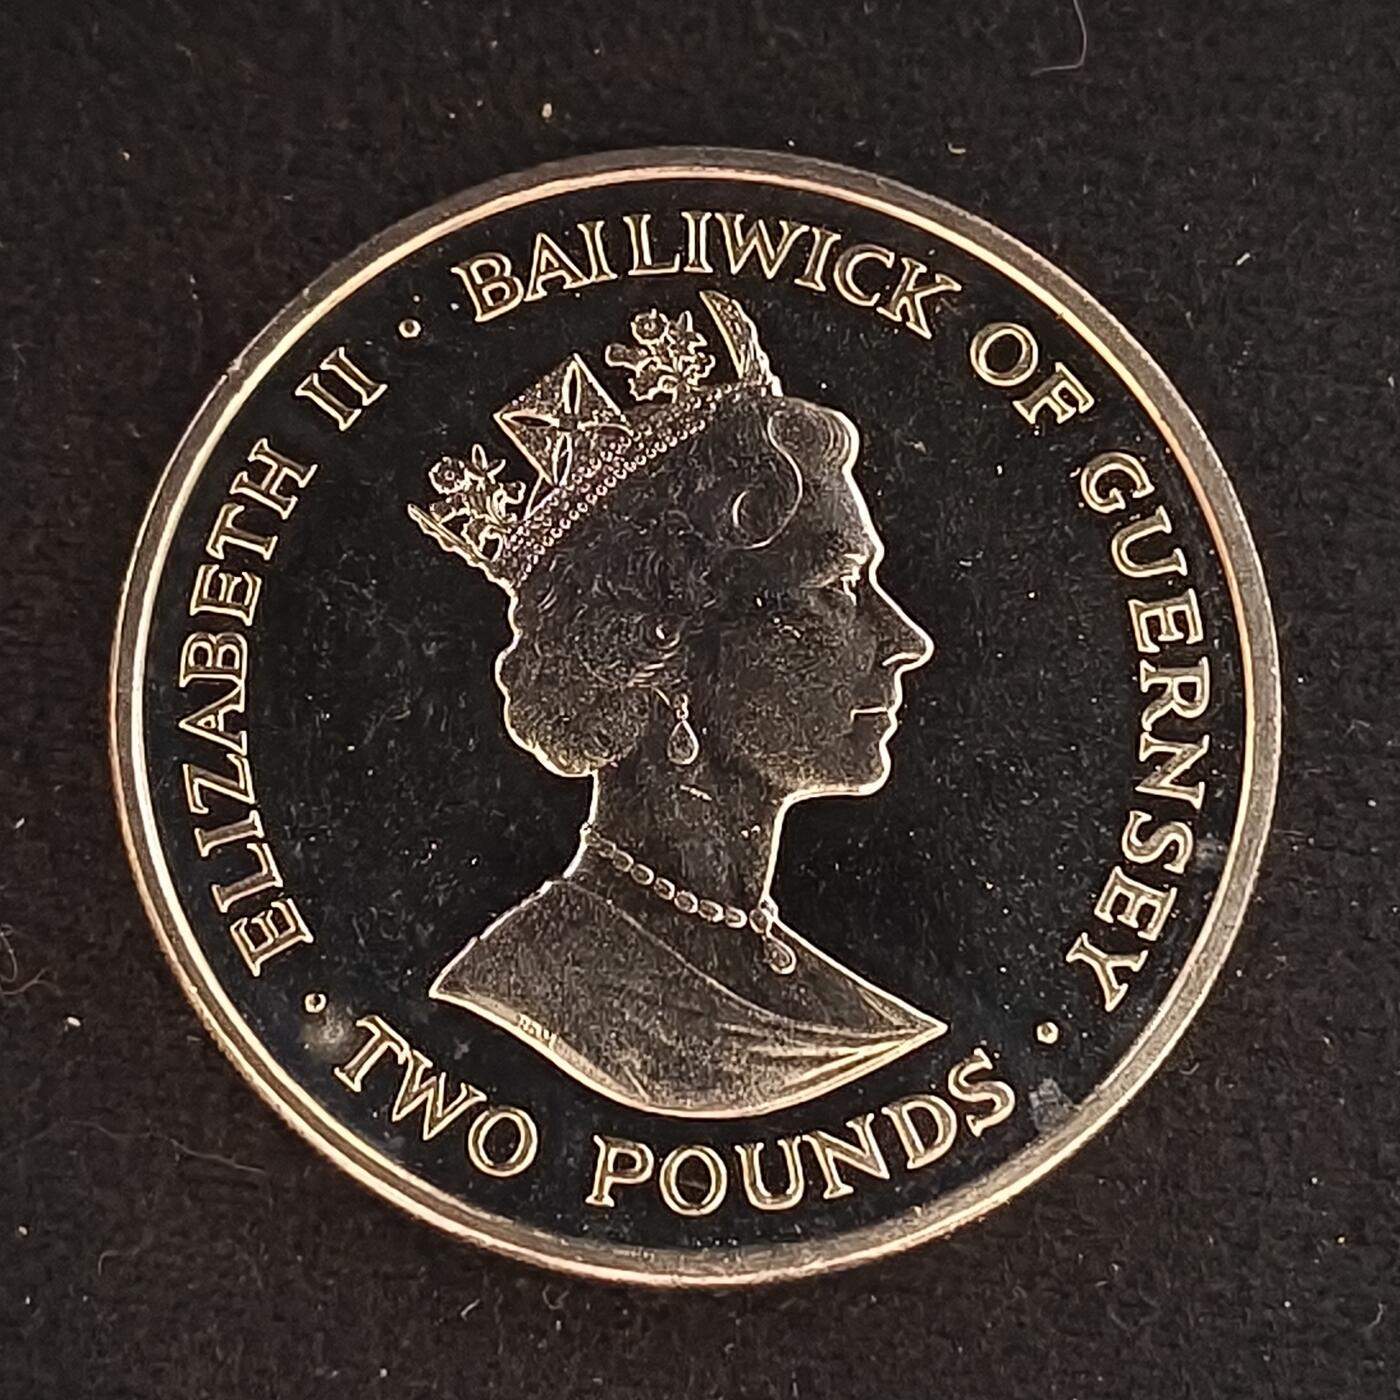 ELIZABETH II · BAILIWICK OF GUERNSEY ·
TWO POUNDS ·